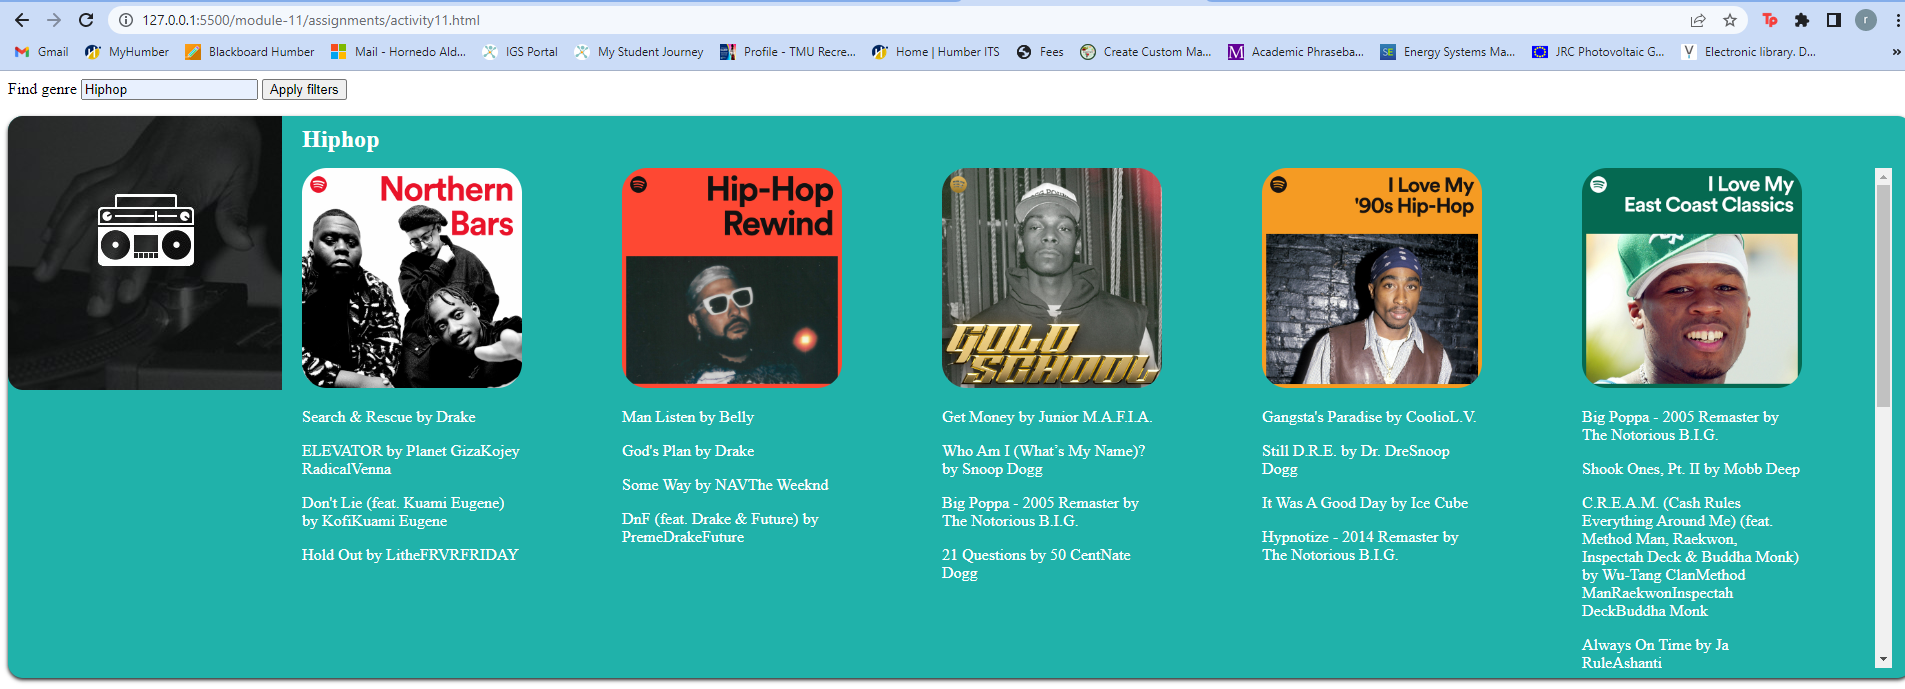 127.0.0.1:5500/module-11/assignments/activity11.html
Tp
r
Gmail
MyHumber
Blackboard Humber
Mail - Hornedo Ald...
IGS Portal
My Student Journey
Profile - TMU Recre...
Home | Humber ITS
Fees
Create Custom Ma...
M
Academic Phraseba...
SE
Energy Systems Ma...
JRC Photovoltaic G...
V
Electronic library. D...
»
Find genre Hiphop Apply filters
Hiphop
Northern
Bars
Hip-Hop
Rewind
GOLD
SCHOOL
I Love My
'90s Hip-Hop
I Love My
East Coast Classics
Search & Rescue by Drake
ELEVATOR by Planet GizaKojey
RadicalVenna
Don't Lie (feat. Kuami Eugene)
by KofiKuami Eugene
Hold Out by LitheFRVRFRIDAY
Man Listen by Belly
God's Plan by Drake
Some Way by NAVThe Weeknd
DnF (feat. Drake & Future) by
PremeDrakeFuture
Get Money by Junior M.A.F.I.A.
Who Am I (What’s My Name)?
by Snoop Dogg
Big Poppa - 2005 Remaster by
The Notorious B.I.G.
21 Questions by 50 CentNate
Dogg
Gangsta's Paradise by CoolioL.V.
Still D.R.E. by Dr. DreSnoop
Dogg
It Was A Good Day by Ice Cube
Hypnotize - 2014 Remaster by
The Notorious B.I.G.
Big Poppa - 2005 Remaster by
The Notorious B.I.G.
Shook Ones, Pt. II by Mobb Deep
C.R.E.A.M. (Cash Rules
Everything Around Me) (feat.
Method Man, Raekwon,
Inspectah Deck & Buddha Monk)
by Wu-Tang ClanMethod
ManRaekwonInspectah
DeckBuddha Monk
Always On Time by Ja
RuleAshanti